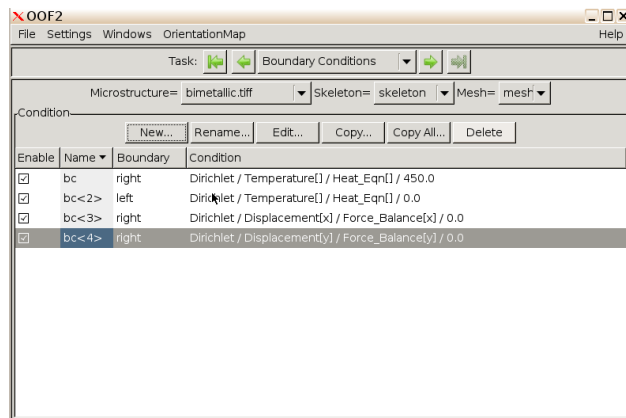 OOF2
File Settings Windows OrientationMap Help
Task: Boundary Conditions
Microstructure= bimetallic.tiff Skeleton= skeleton Mesh= mesh
Condition
New... Rename... Edit... Copy... Copy All... Delete
Enable Name Boundary Condition
bc right Dirichlet / Temperature[] / Heat_Eqn[] / 450.0
bc<2> left Dirichlet / Temperature[] / Heat_Eqn[] / 0.0
bc<3> right Dirichlet / Displacement[x] / Force_Balance[x] / 0.0
bc<4> right Dirichlet / Displacement[y] / Force_Balance[y] / 0.0